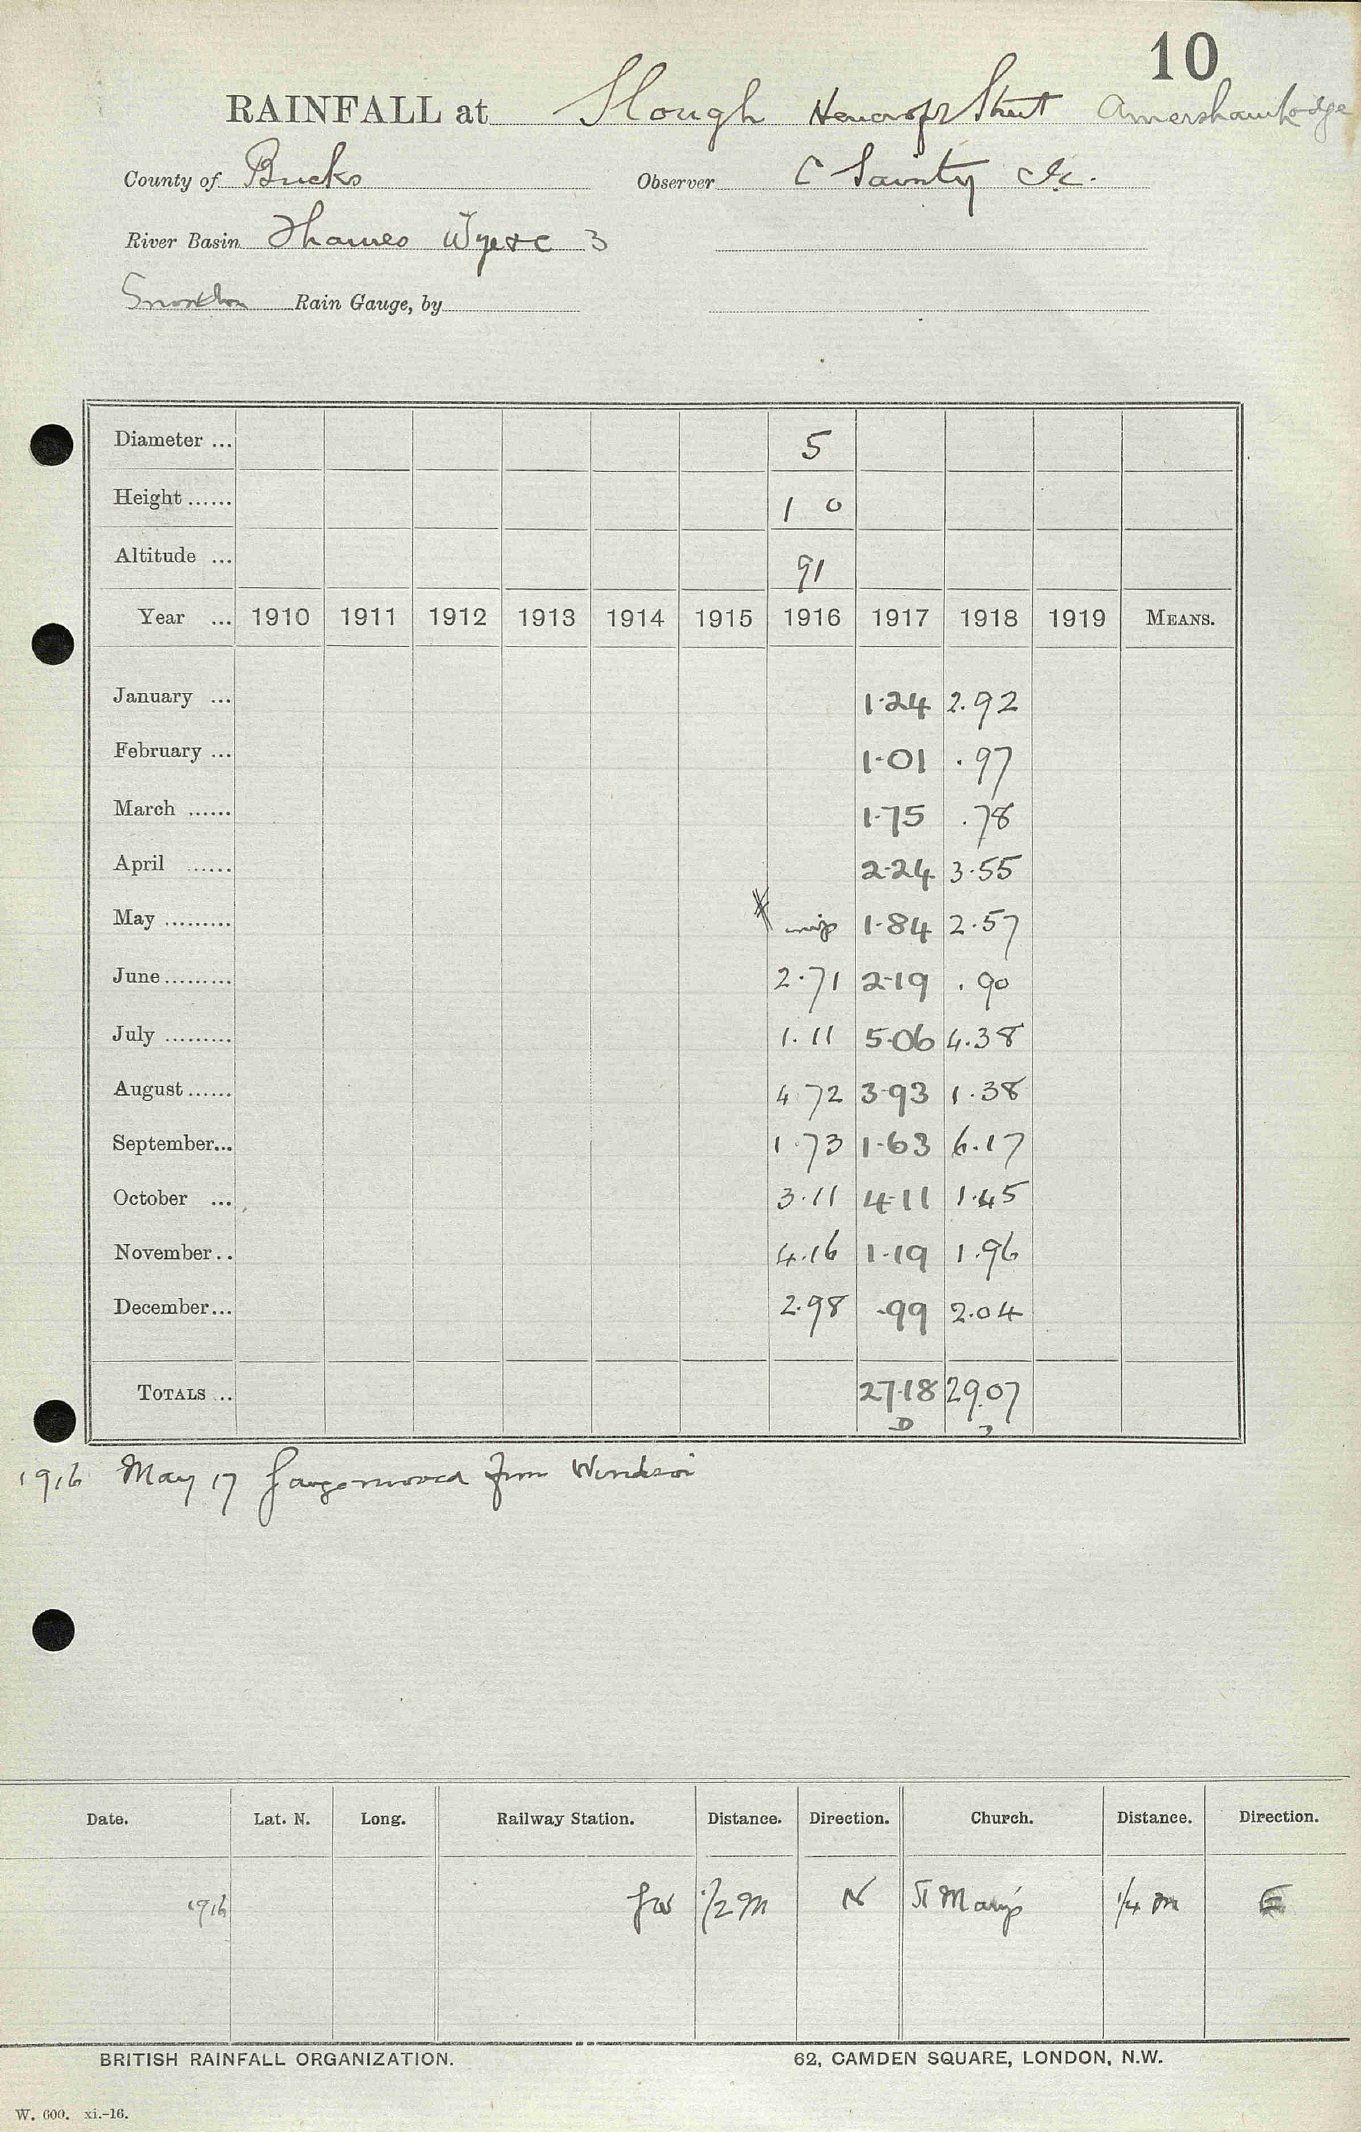 10
RAINFALL at Slough Street Amersham Lodge
County of Bucks Observer C Sainty
River Basin Thames Wye &c 3
Snowdon Rain Gauge, by
Diameter ... 5
Height ...... 1 0
Altitude ... 91
Year ... 1910 1911 1912 1913 1914 1915 1916 1917 1918 1919 MEANS.
January ... 1.24 2.92
February ... 1.01 .97
March ...... 1.75 .78
April ...... 2.24 3.55
May ......... 1.84 2.57
June ......... 2.71 2.19 .90
July ......... 1.11 5.06 4.38
August ...... 4.72 3.93 1.38
September... 1.73 1.63 6.17
October ... 3.11 4.11 1.45
November .. 4.16 1.19 1.96
December... 2.98 .99 2.04
TOTALS ... 27.18 29.07
D
1916 May 17 Gauge moved from Windsor
Date. Lat. N. Long. Railway Station. Distance. Direction. Church. Distance. Direction.
1916 GW 1/2 M N St Mary's 1/4 m E
BRITISH RAINFALL ORGANIZATION. 62, CAMDEN SQUARE, LONDON, N.W.
W. 600. xi.-16.